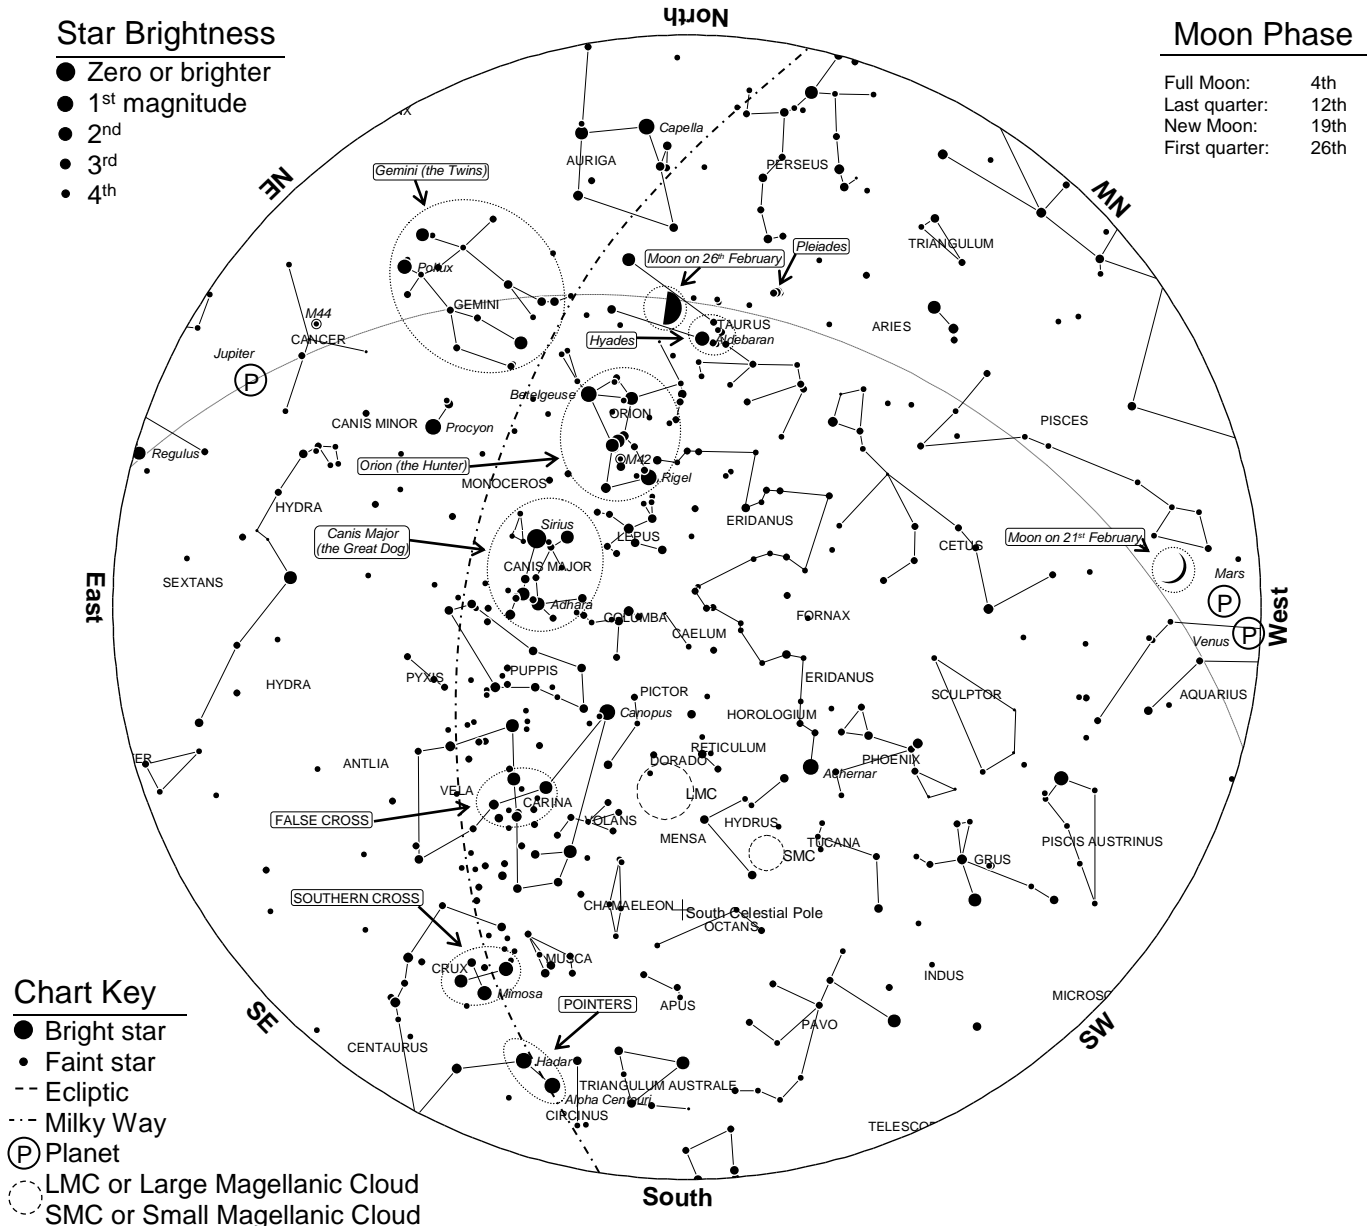 North
Star Brightness
Zero or brighter
1st magnitude
2nd
3rd
4th
Moon Phase
Full Moon: 4th
Last quarter: 12th
New Moon: 19th
First quarter: 26th
NE
NW
East
West
SE
SW
South
Capella
AURIGA
PERSEUS
Gemini (the Twins)
TRIANGULUM
Moon on 26th February
Pleiades
Pollux
GEMINI
M44
CANCER
Jupiter
P
TAURUS
Aldebaran
Hyades
ARIES
Betelgeuse
ORION
CANIS MINOR
Procyon
PISCES
Regulus
Orion (the Hunter)
M42
Rigel
MONOCEROS
HYDRA
ERIDANUS
Canis Major
(the Great Dog)
Sirius
LEPUS
CETUS
Moon on 21st February
CANIS MAJOR
SEXTANS
Mars
P
Adhara
COLUMBA
CAELUM
FORNAX
Venus
P
PUPPIS
PYXIS
HYDRA
ERIDANUS
SCULPTOR
AQUARIUS
PICTOR
Canopus
HOROLOGIUM
RETICULUM
DORADO
PHOENIX
Achernar
ANTLIA
TER
VELA
CARINA
LMC
FALSE CROSS
VOLANS
MENSA
HYDRUS
TUCANA
SMC
GRUS
PISCIS AUSTRINUS
SOUTHERN CROSS
CHAMAELEON
South Celestial Pole
OCTANS
CRUX
MUSCA
Mimosa
INDUS
MICROSC
POINTERS
APUS
PAVO
CENTAURUS
Hadar
TRIANGULUM AUSTRALE
Alpha Centauri
CIRCINUS
TELESCOP
Chart Key
Bright star
Faint star
Ecliptic
Milky Way
P Planet
LMC or Large Magellanic Cloud
SMC or Small Magellanic Cloud